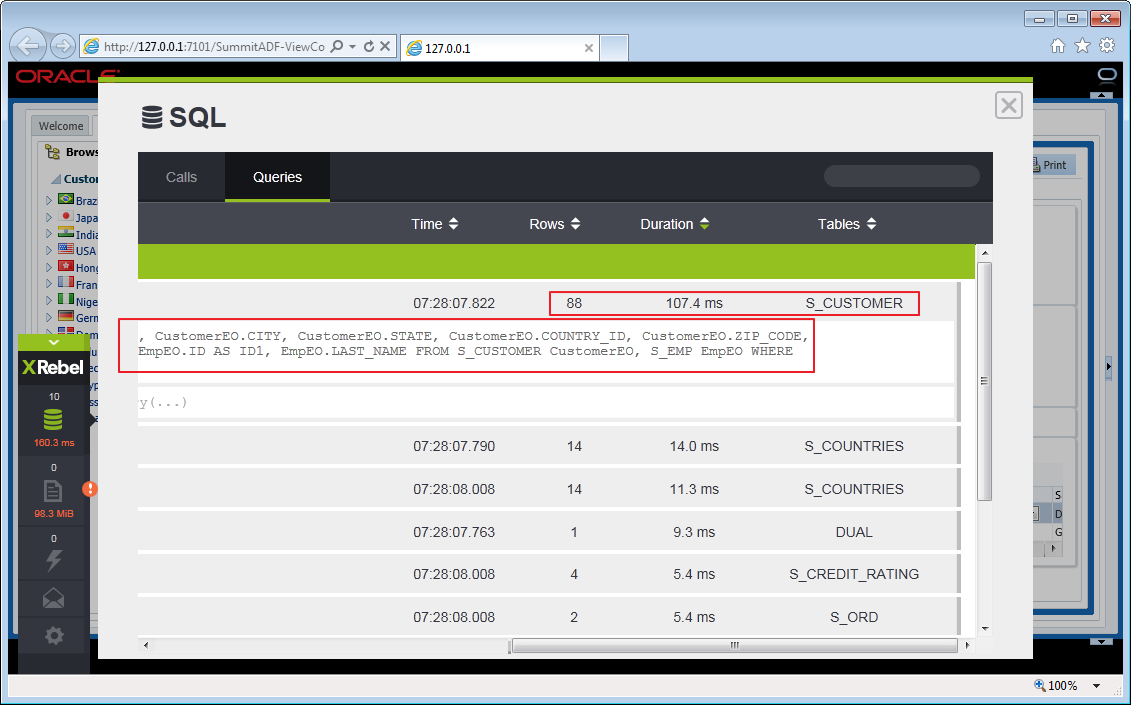 http://127.0.0.1:7101/SummitADF-ViewCo
127.0.0.1
ORACLE
Welcome
Brows
Custo
Brazi
Japa
India
USA
Hong
Fran
Nige
Germ
Print
SQL
Calls
Queries
Time
Rows
Duration
Tables
07:28:07.822 88 107.4 ms S_CUSTOMER
, CustomerEO.CITY, CustomerEO.STATE, CustomerEO.COUNTRY_ID, CustomerEO.ZIP_CODE,
EmpEO.ID AS ID1, EmpEO.LAST_NAME FROM S_CUSTOMER CustomerEO, S_EMP EmpEO WHERE
y(...)
07:28:07.790 14 14.0 ms S_COUNTRIES
07:28:08.008 14 11.3 ms S_COUNTRIES
07:28:07.763 1 9.3 ms DUAL
07:28:08.008 4 5.4 ms S_CREDIT_RATING
07:28:08.008 2 5.4 ms S_ORD
XRebel
10
160.3 ms
0
98.3 MiB
0
S
D
G
100%